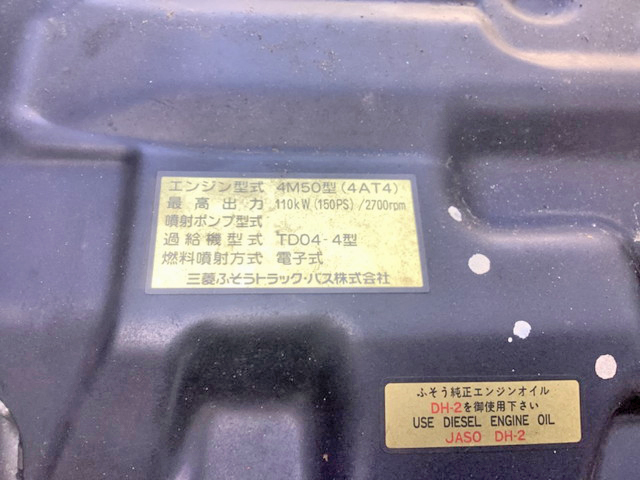 エンジン型式 4M50型(4AT4)
最高出力 110kW(150PS)/2700rpm
噴射ポンプ型式
過給機型式 TD04-4型
燃料噴射方式 電子式
三菱ふそうトラック・バス株式会社
ふそう純正エンジンオイル
DH-2を御使用下さい
USE DIESEL ENGINE OIL
JASO DH-2